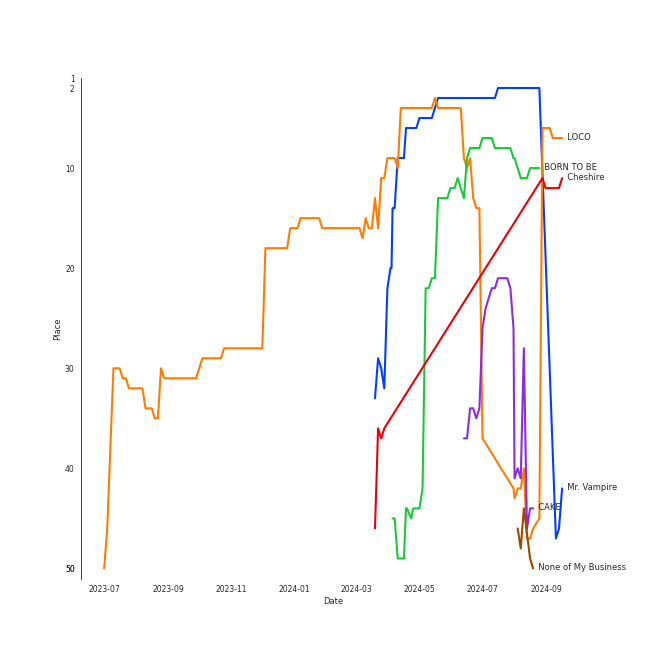 1
2
10
20
30
40
50
Place
LOCO
BORN TO BE
Cheshire
Mr. Vampire
CAKE
None of My Business
2023-07
2023-09
2023-11
2024-01
2024-03
2024-05
2024-07
2024-09
Date